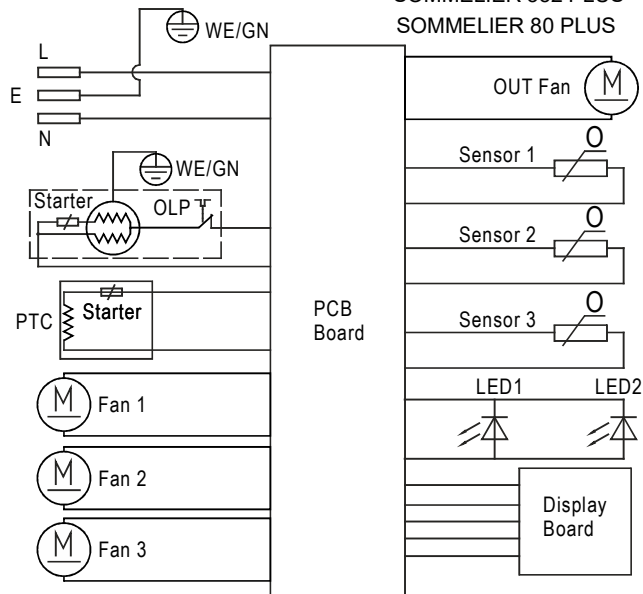 SOMMELIER 80 PLUS
WE/GN
L
E
N
OUT Fan
M
WE/GN
Sensor 1
O
Starter
OLP
Sensor 2
O
PTC
Starter
PCB
Board
Sensor 3
O
M
Fan 1
LED1
LED2
M
Fan 2
Display
Board
M
Fan 3